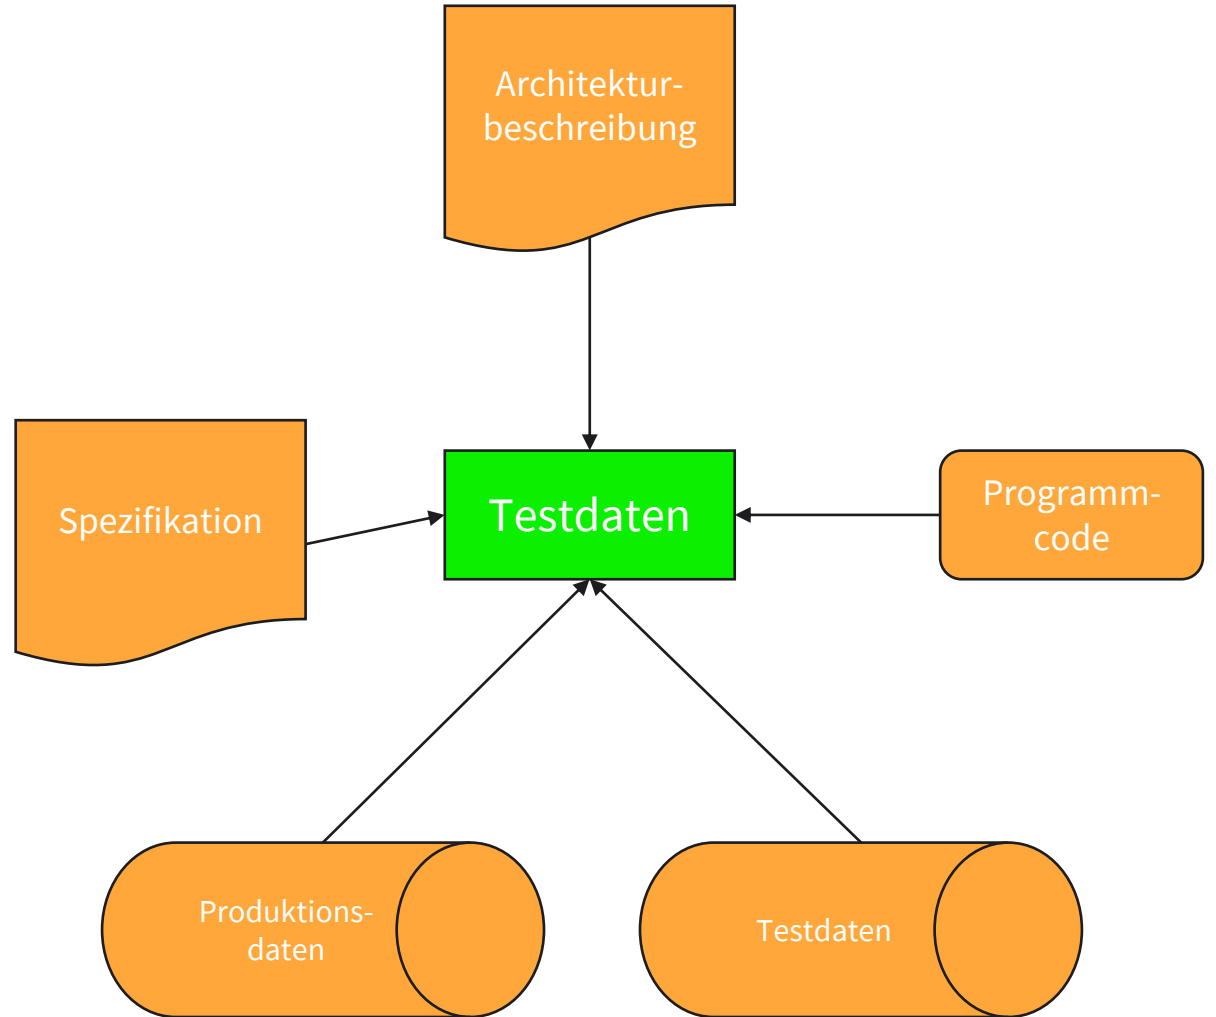 Architektur-
beschreibung
Spezifikation
Testdaten
Programm-
code
Produktions-
daten
Testdaten